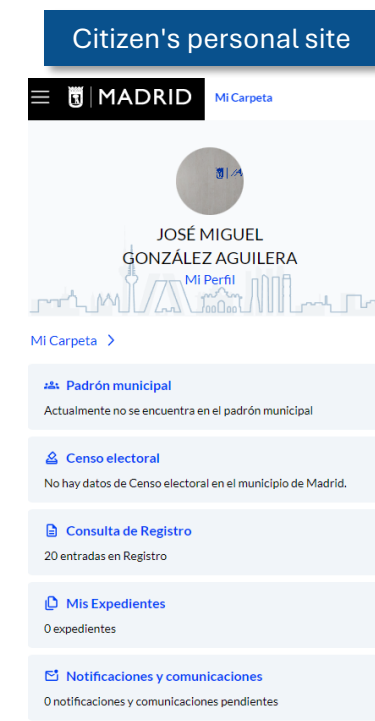 Citizen's personal site
MADRID Mi Carpeta
JOSÉ MIGUEL
GONZÁLEZ AGUILERA
Mi Perfil
Mi Carpeta
Padrón municipal
Actualmente no se encuentra en el padrón municipal
Censo electoral
No hay datos de Censo electoral en el municipio de Madrid.
Consulta de Registro
20 entradas en Registro
Mis Expedientes
0 expedientes
Notificaciones y comunicaciones
0 notificaciones y comunicaciones pendientes